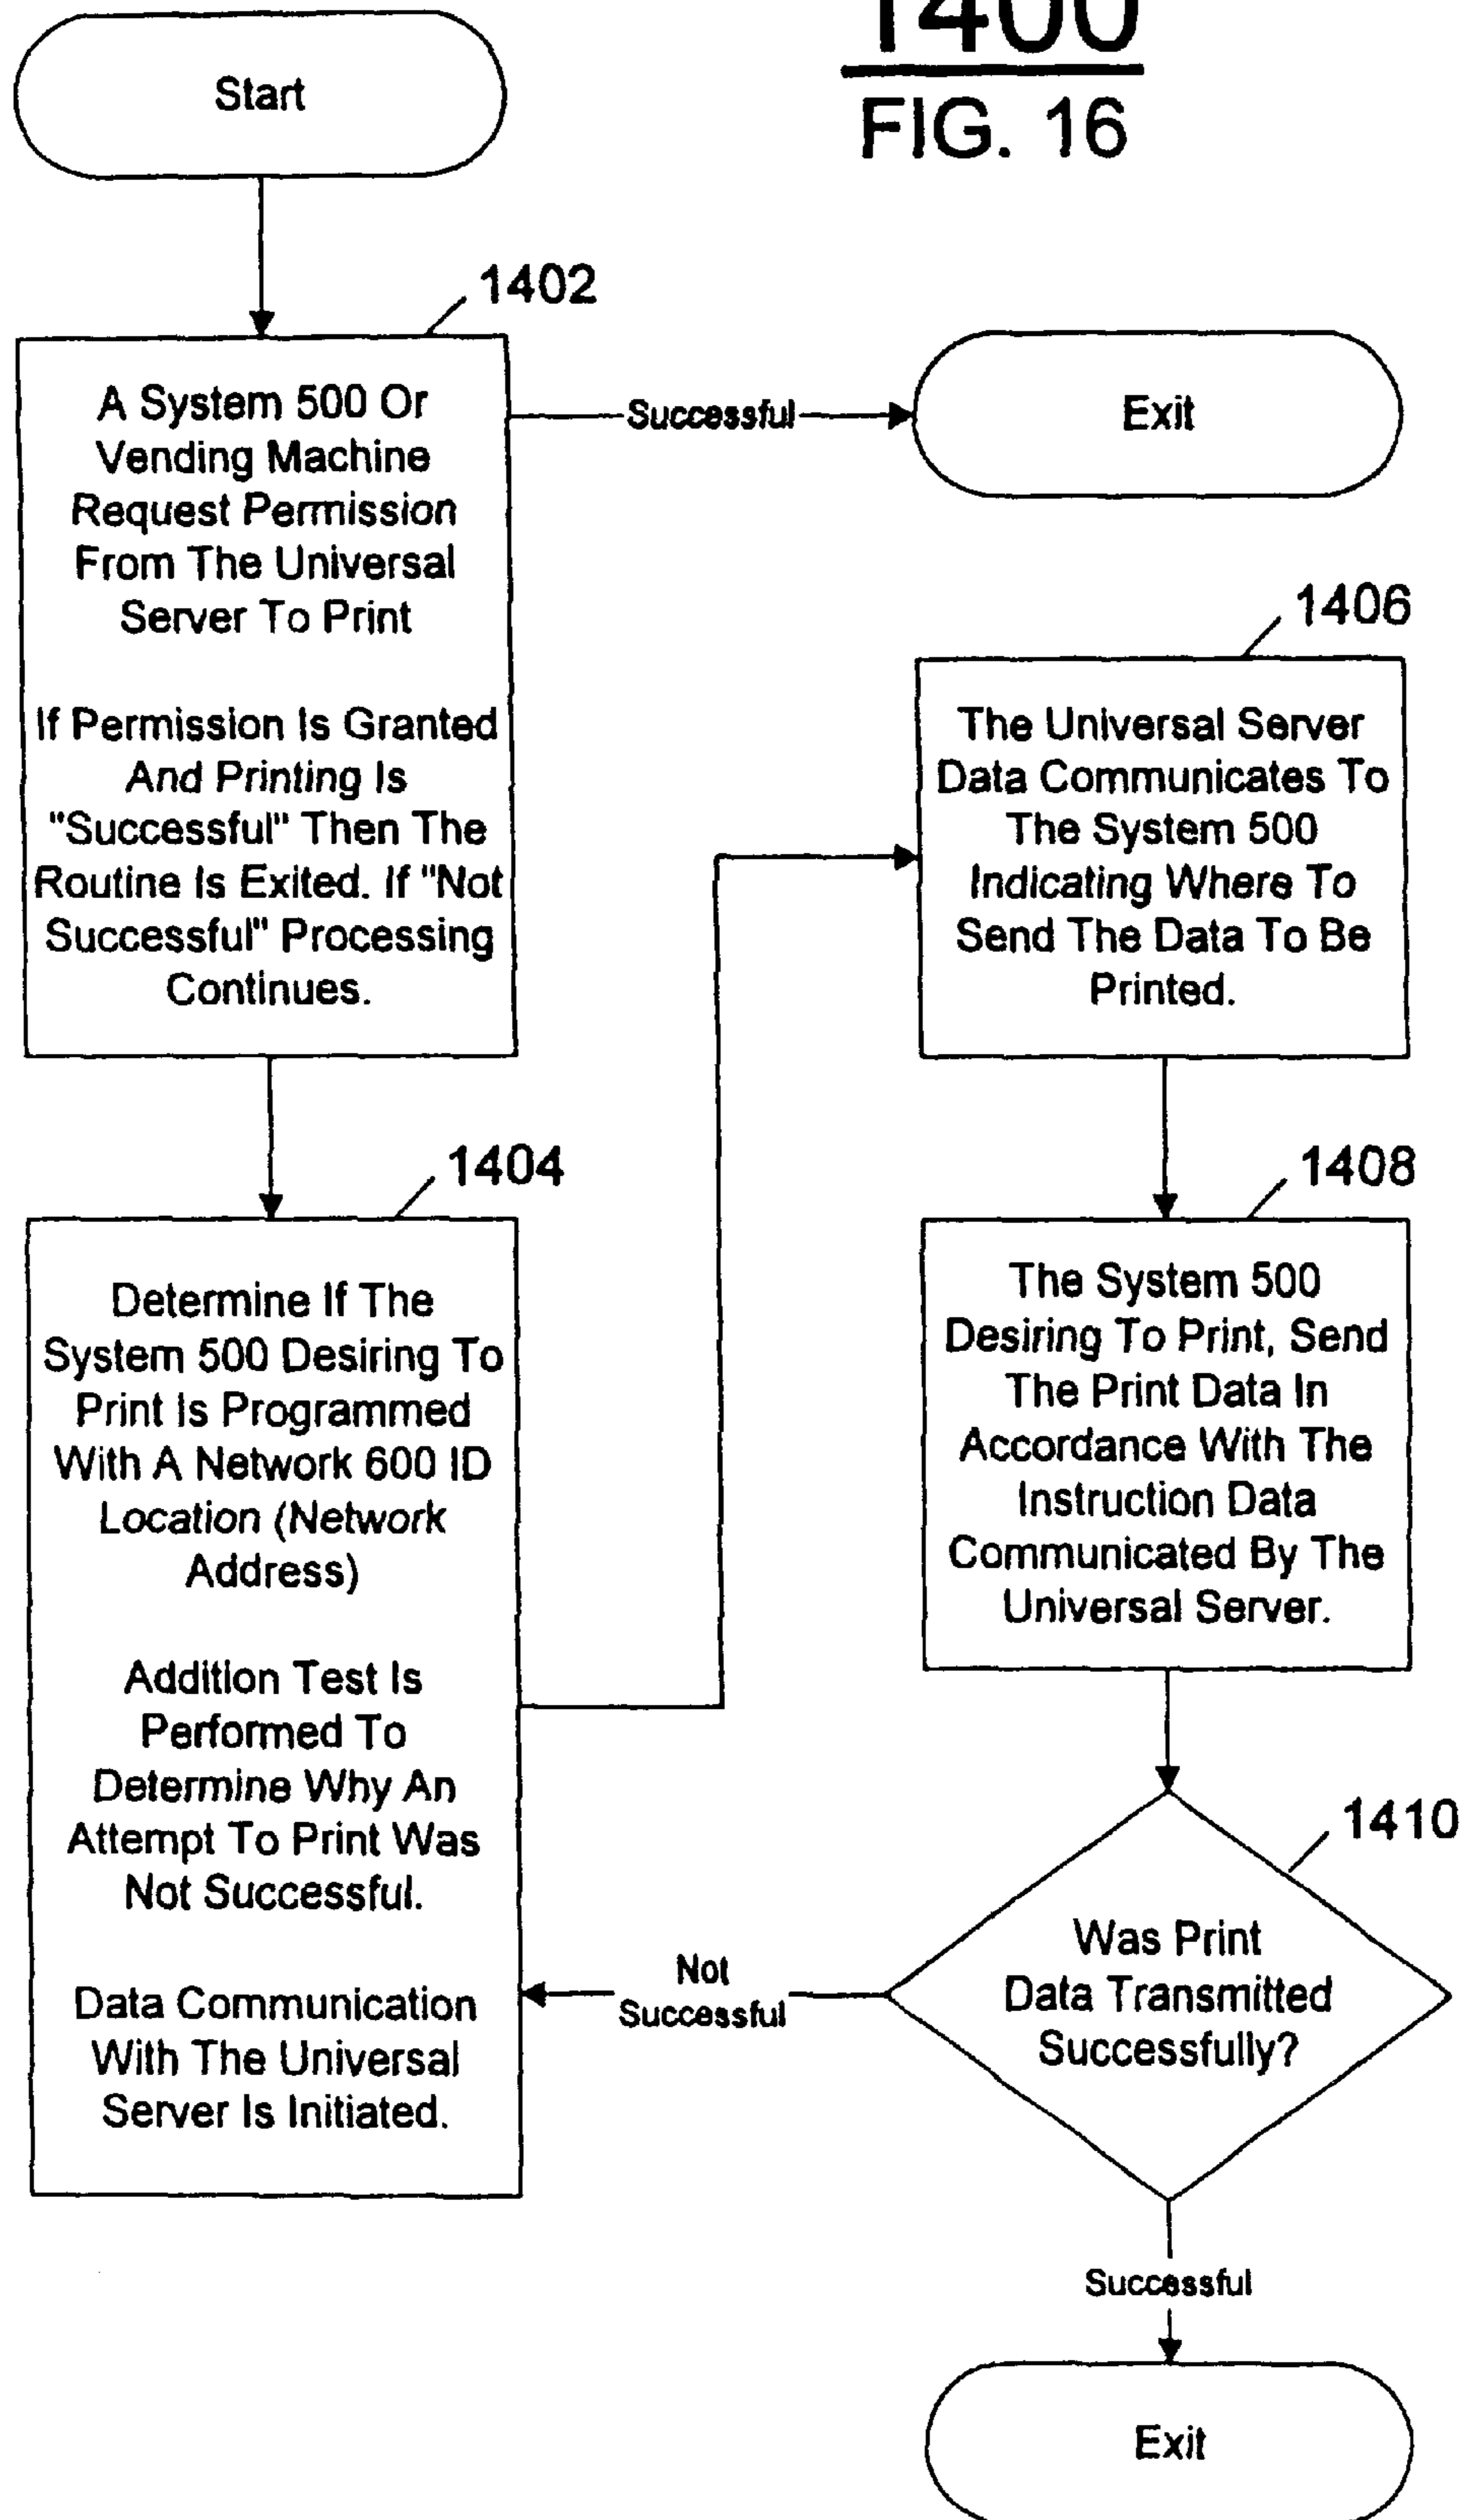 1400
FIG. 16
Start
1402
A System 500 Or
Vending Machine
Request Permission
From The Universal
Server To Print
If Permission Is Granted
And Printing Is
"Successful" Then The
Routine Is Exited. If "Not
Successful" Processing
Continues.
Successful
Exit
1404
Determine If The
System 500 Desiring To
Print Is Programmed
With A Network 600 ID
Location (Network
Address)
Addition Test Is
Performed To
Determine Why An
Attempt To Print Was
Not Successful.
Data Communication
With The Universal
Server Is Initiated.
1406
The Universal Server
Data Communicates To
The System 500
Indicating Where To
Send The Data To Be
Printed.
1408
The System 500
Desiring To Print, Send
The Print Data In
Accordance With The
Instruction Data
Communicated By The
Universal Server.
1410
Was Print
Data Transmitted
Successfully?
Not
Successful
Successful
Exit